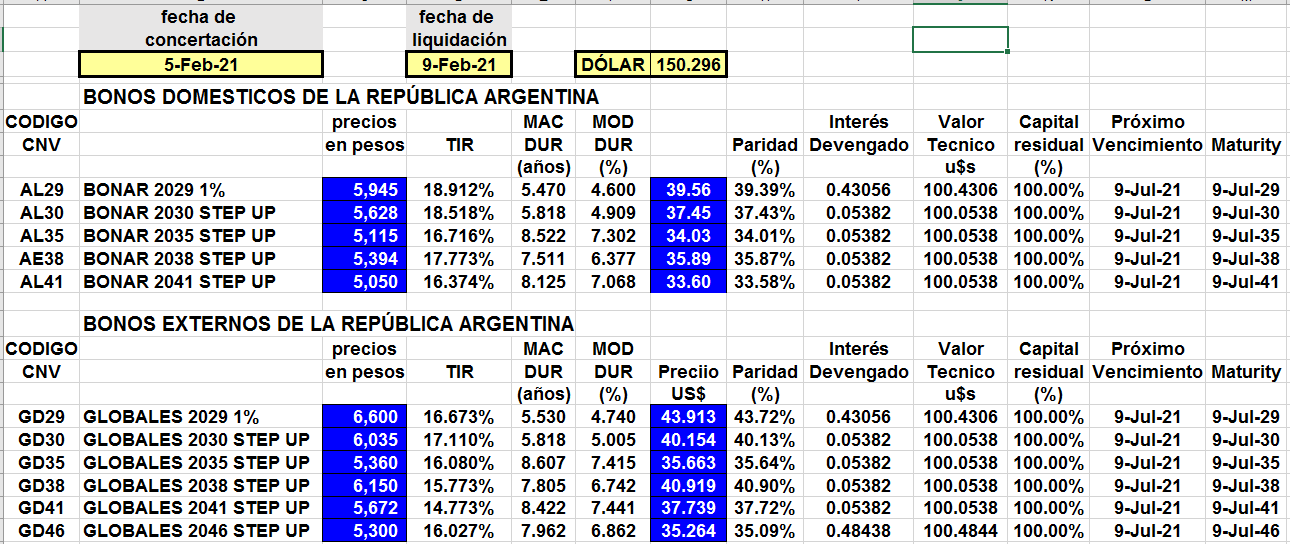 fecha de fecha de
concertación liquidación
5-Feb-21 9-Feb-21 DÓLAR 150.296
BONOS DOMESTICOS DE LA REPÚBLICA ARGENTINA
CODIGO precios MAC MOD Interés Valor Capital Próximo
CNV en pesos TIR DUR DUR Paridad Devengado Tecnico residual Vencimiento Maturity
(años) (%) (%) u$s (%)
AL29 BONAR 2029 1% 5,945 18.912% 5.470 4.600 39.56 39.39% 0.43056 100.4306 100.00% 9-Jul-21 9-Jul-29
AL30 BONAR 2030 STEP UP 5,628 18.518% 5.818 4.909 37.45 37.43% 0.05382 100.0538 100.00% 9-Jul-21 9-Jul-30
AL35 BONAR 2035 STEP UP 5,115 16.716% 8.522 7.302 34.03 34.01% 0.05382 100.0538 100.00% 9-Jul-21 9-Jul-35
AE38 BONAR 2038 STEP UP 5,394 17.773% 7.511 6.377 35.89 35.87% 0.05382 100.0538 100.00% 9-Jul-21 9-Jul-38
AL41 BONAR 2041 STEP UP 5,050 16.374% 8.125 7.068 33.60 33.58% 0.05382 100.0538 100.00% 9-Jul-21 9-Jul-41
BONOS EXTERNOS DE LA REPÚBLICA ARGENTINA
CODIGO precios MAC MOD Interés Valor Capital Próximo
CNV en pesos TIR DUR DUR Preciio Paridad Devengado Tecnico residual Vencimiento Maturity
(años) (%) US$ (%) u$s (%)
GD29 GLOBALES 2029 1% 6,600 16.673% 5.530 4.740 43.913 43.72% 0.43056 100.4306 100.00% 9-Jul-21 9-Jul-29
GD30 GLOBALES 2030 STEP UP 6,035 17.110% 5.818 5.005 40.154 40.13% 0.05382 100.0538 100.00% 9-Jul-21 9-Jul-30
GD35 GLOBALES 2035 STEP UP 5,360 16.080% 8.607 7.415 35.663 35.64% 0.05382 100.0538 100.00% 9-Jul-21 9-Jul-35
GD38 GLOBALES 2038 STEP UP 6,150 15.773% 7.805 6.742 40.919 40.90% 0.05382 100.0538 100.00% 9-Jul-21 9-Jul-38
GD41 GLOBALES 2041 STEP UP 5,672 14.773% 8.422 7.441 37.739 37.72% 0.05382 100.0538 100.00% 9-Jul-21 9-Jul-41
GD46 GLOBALES 2046 STEP UP 5,300 16.027% 7.962 6.862 35.264 35.09% 0.48438 100.4844 100.00% 9-Jul-21 9-Jul-46